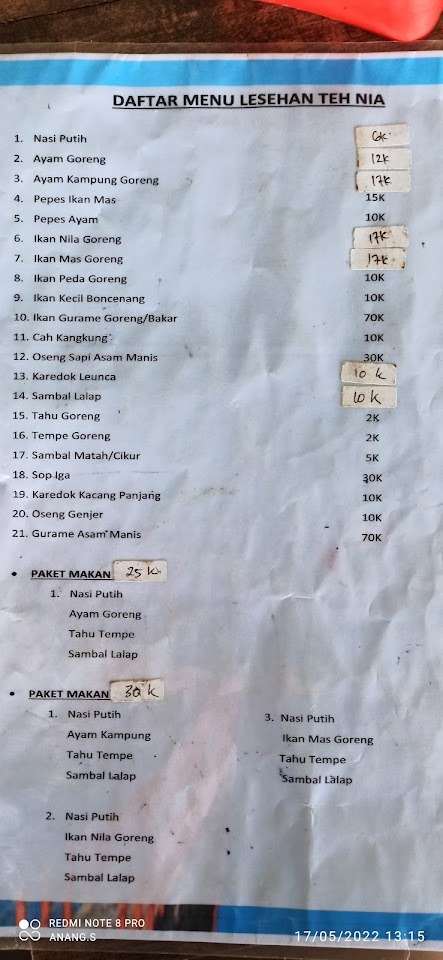 DAFTAR MENU LESEHAN TEH NIA
1. Nasi Putih 6k
2. Ayam Goreng 12k
3. Ayam Kampung Goreng 17k
4. Pepes Ikan Mas 15K
5. Pepes Ayam 10K
6. Ikan Nila Goreng 17k
7. Ikan Mas Goreng 17k
8. Ikan Peda Goreng 10K
9. Ikan Kecil Boncenang 10K
10. Ikan Gurame Goreng/Bakar 70K
11. Cah Kangkung 10K
12. Oseng Sapi Asam Manis 30K
13. Karedok Leunca 10 k
14. Sambal Lalap 10 k
15. Tahu Goreng 2K
16. Tempe Goreng 2K
17. Sambal Matah/Cikur 5K
18. Sop Iga 30K
19. Karedok Kacang Panjang 10K
20. Oseng Genjer 10K
21. Gurame Asam Manis 70K
• PAKET MAKAN 25 k
1. Nasi Putih
Ayam Goreng
Tahu Tempe
Sambal Lalap
• PAKET MAKAN 30 k
1. Nasi Putih
Ayam Kampung
Tahu Tempe
Sambal Lalap
2. Nasi Putih
Ikan Nila Goreng
Tahu Tempe
Sambal Lalap
3. Nasi Putih
Ikan Mas Goreng
Tahu Tempe
Sambal Lalap
REDMI NOTE 8 PRO
ANANG.S
17/05/2022 13:15